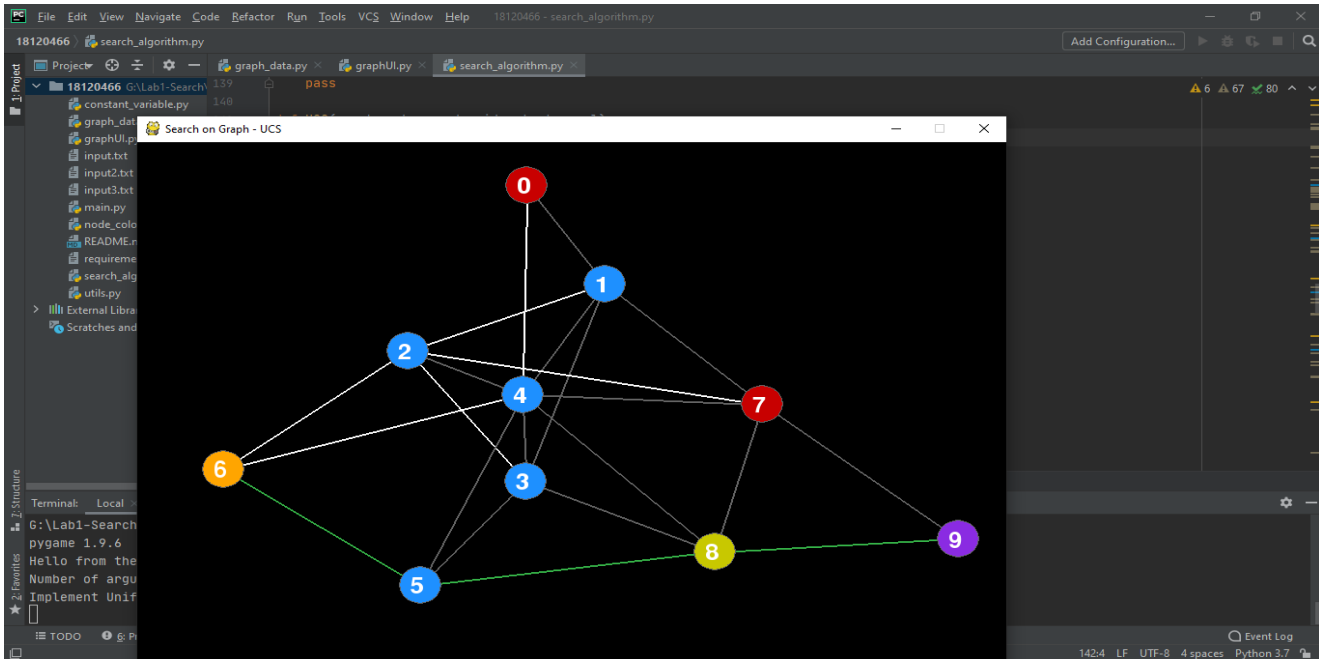 File Edit View Navigate Code Refactor Run Tools VCS Window Help 18120466 - search_algorithm.py
18120466 search_algorithm.py Add Configuration...
1: Project Project graph_data.py graphUI.py search_algorithm.py
18120466 G:\Lab1-Search\ 139 pass 6 67 80
constant_variable.py 140
graph_dat
graphUI.py Search on Graph - UCS
input.txt
input2.txt
input3.txt
main.py
node_colo
README.m
requireme
search_alg
utils.py
External Libra
Scratches and
0
1
2
4
7
6
3
8
9
5
7: Structure
2: Favorites
Terminal: Local
G:\Lab1-Search
pygame 1.9.6
Hello from the
Number of argu
Implement Unif
TODO 6: P Event Log
142:4 LF UTF-8 4 spaces Python 3.7